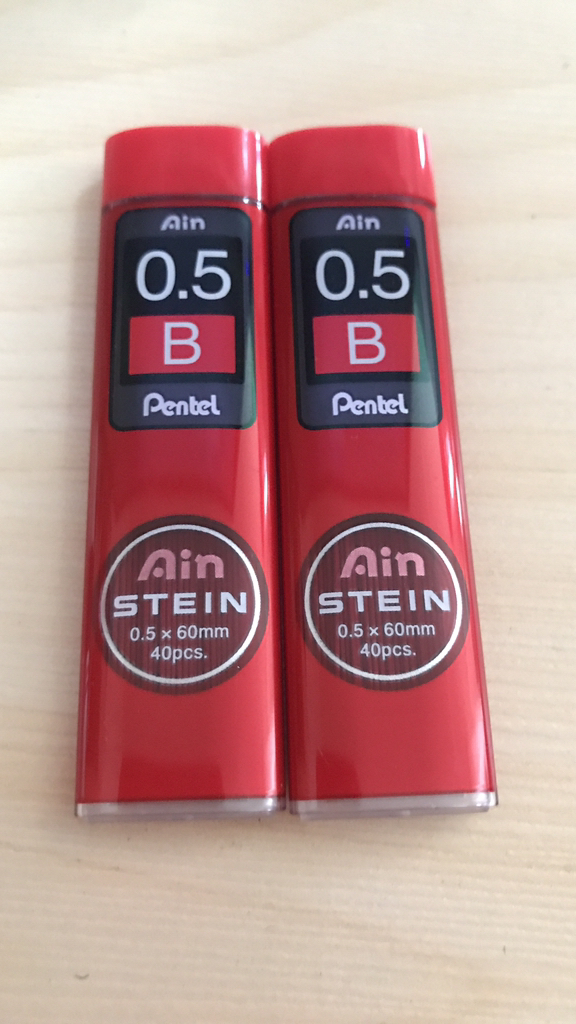 Ain
0.5
B
Pentel
Ain
STEIN
0.5 × 60mm
40pcs.
Ain
0.5
B
Pentel
Ain
STEIN
0.5 × 60mm
40pcs.